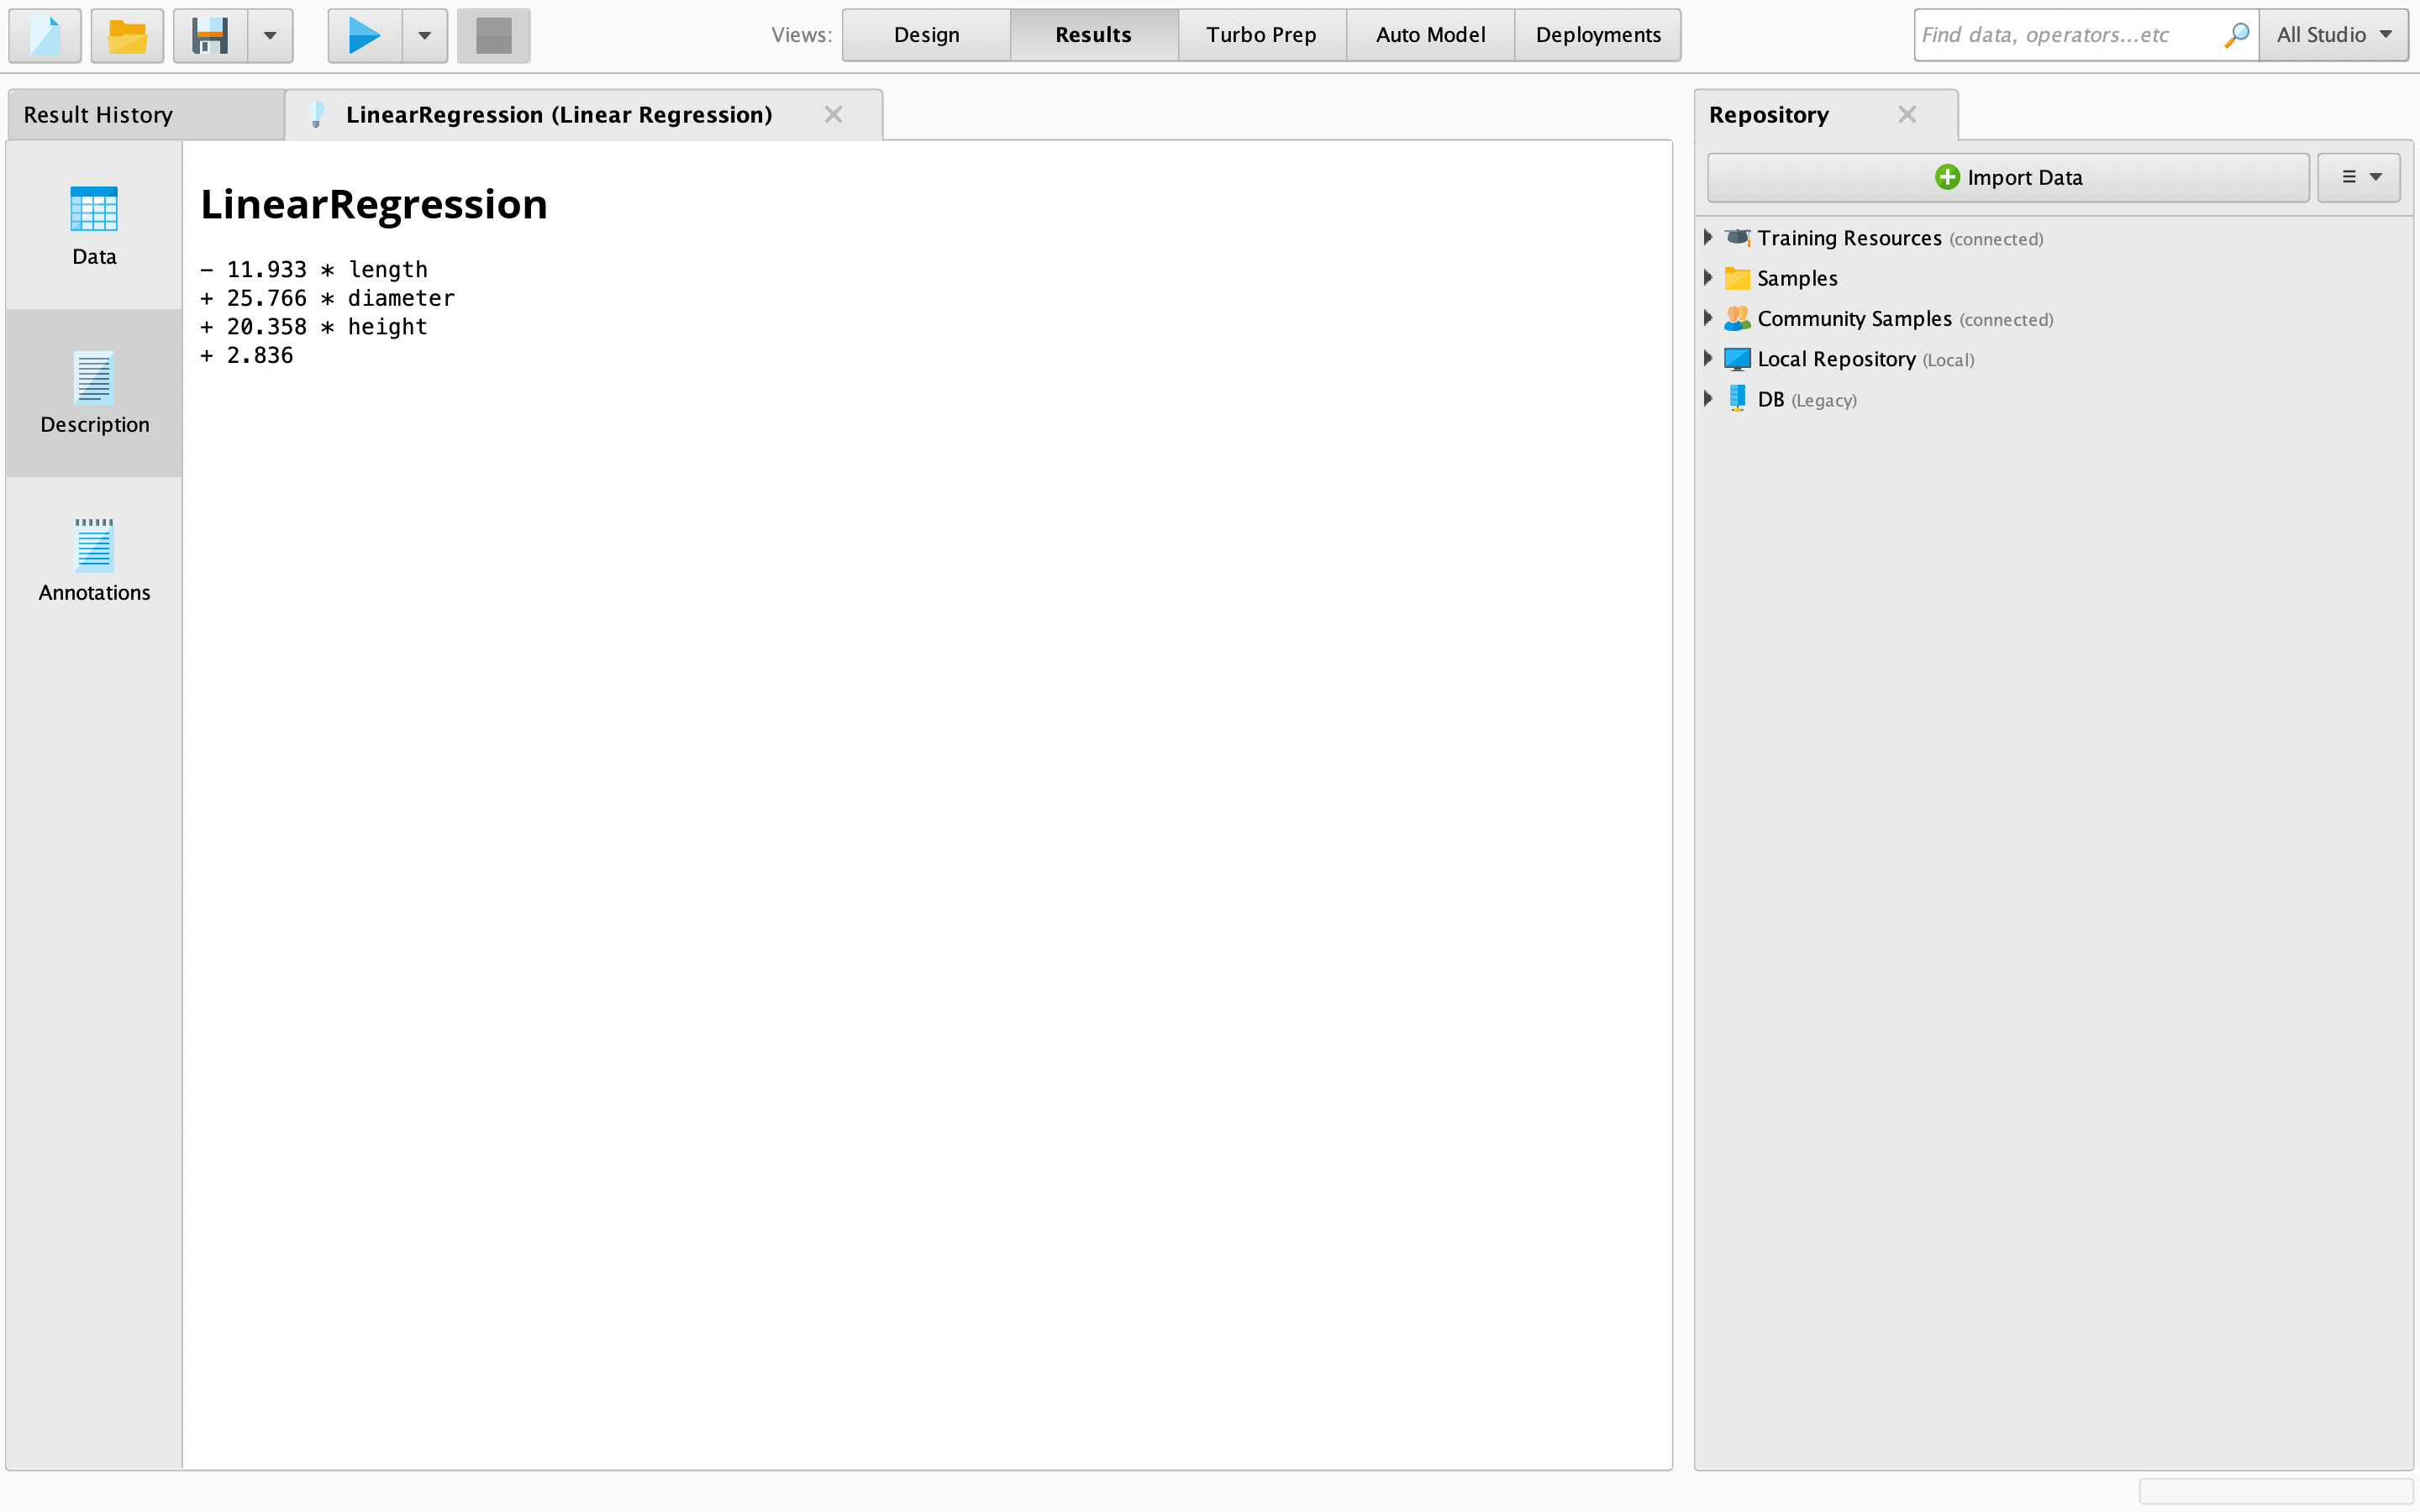 Views:
Design
Results
Turbo Prep
Auto Model
Deployments
Find data, operators...etc
All Studio
Result History
LinearRegression (Linear Regression)
Data
Description
Annotations
LinearRegression
- 11.933 * length
+ 25.766 * diameter
+ 20.358 * height
+ 2.836
Repository
Import Data
Training Resources (connected)
Samples
Community Samples (connected)
Local Repository (Local)
DB (Legacy)